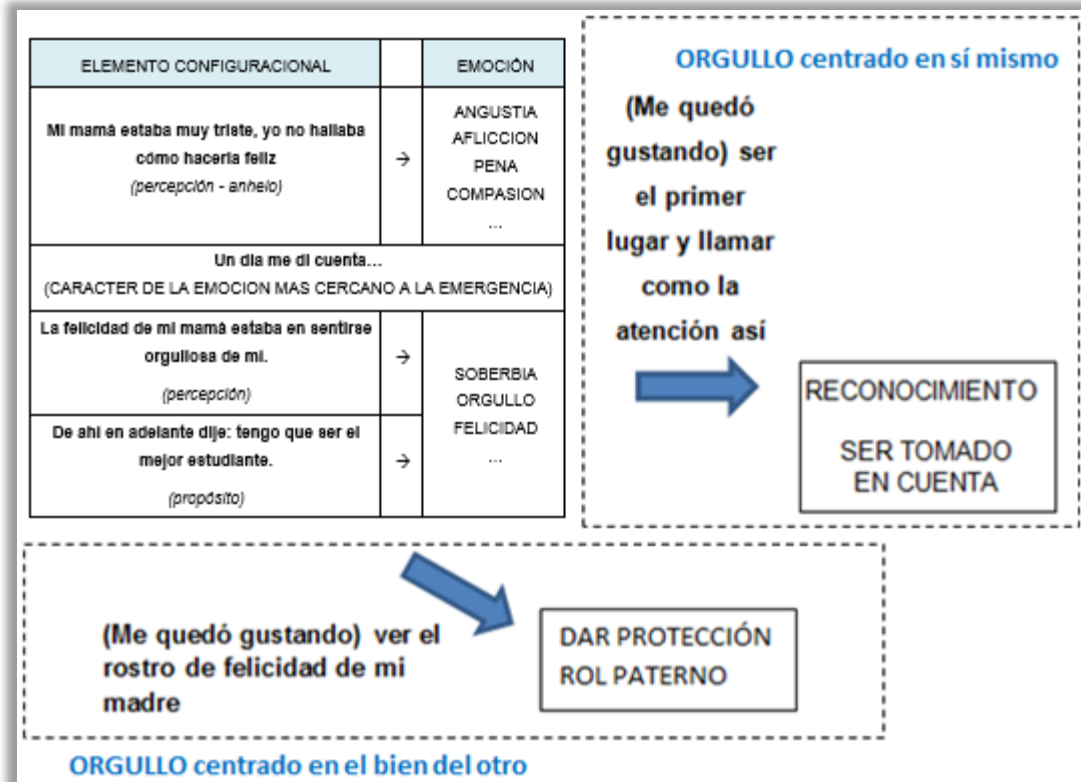 ELEMENTO CONFIGURACIONAL
EMOCIÓN
Mi mamá estaba muy triste, yo no hallaba
cómo hacerla feliz
(percepción - anhelo)
→
ANGUSTIA
AFLICCION
PENA
COMPASION
...
Un día me di cuenta...
(CARACTER DE LA EMOCION MAS CERCANO A LA EMERGENCIA)
La felicidad de mi mamá estaba en sentirse
orgullosa de mi.
(percepción)
→
De ahí en adelante dije: tengo que ser el
mejor estudiante.
(propósito)
→
SOBERBIA
ORGULLO
FELICIDAD
...
ORGULLO centrado en sí mismo
(Me quedó
gustando) ser
el primer
lugar y llamar
como la
atención así
RECONOCIMIENTO
SER TOMADO
EN CUENTA
(Me quedó gustando) ver el
rostro de felicidad de mi
madre
DAR PROTECCIÓN
ROL PATERNO
ORGULLO centrado en el bien del otro